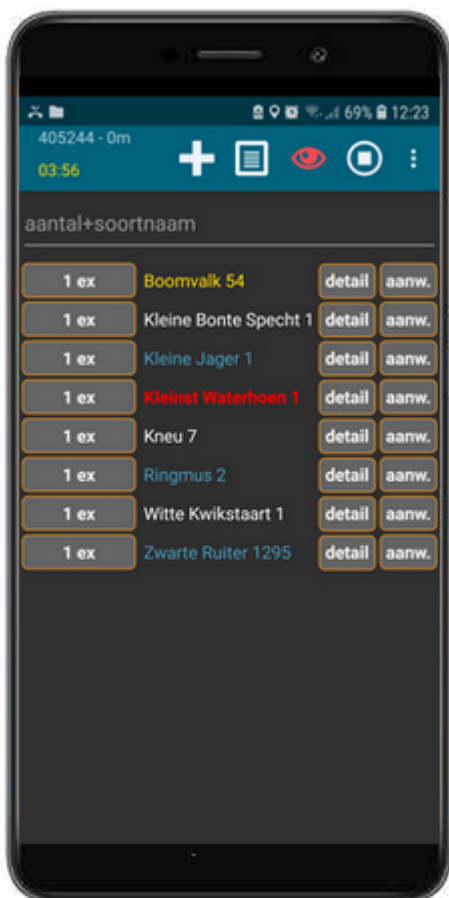 69% 12:23
405244 - 0m
03:56
aantal+soortnaam
1 ex Boomvalk 54 detail aanw.
1 ex Kleine Bonte Specht 1 detail aanw.
1 ex Kleine Jager 1 detail aanw.
1 ex Kleinst Waterhoen 1 detail aanw.
1 ex Kneu 7 detail aanw.
1 ex Ringmus 2 detail aanw.
1 ex Witte Kwikstaart 1 detail aanw.
1 ex Zwarte Ruiter 1295 detail aanw.